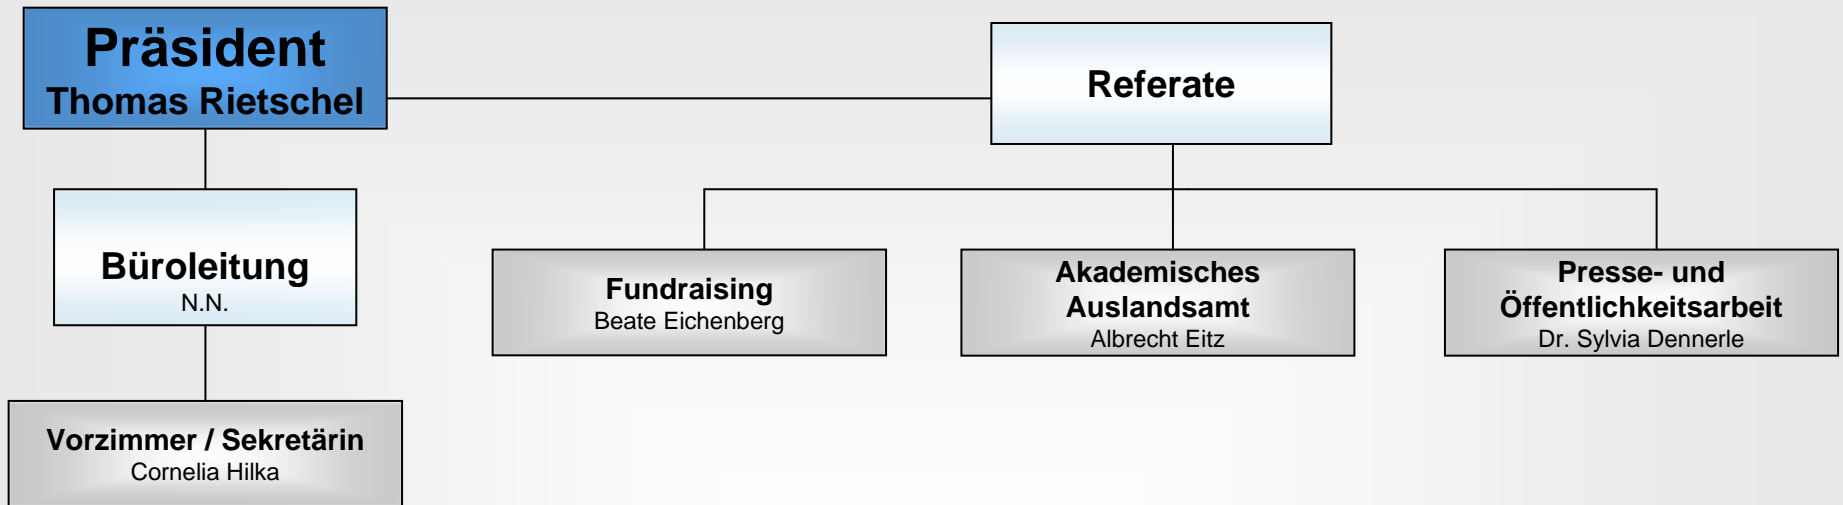 Präsident
Thomas Rietschel
Referate
Büroleitung
N.N.
Fundraising
Beate Eichenberg
Akademisches
Auslandsamt
Albrecht Eitz
Presse- und
Öffentlichkeitsarbeit
Dr. Sylvia Dennerle
Vorzimmer / Sekretärin
Cornelia Hilka